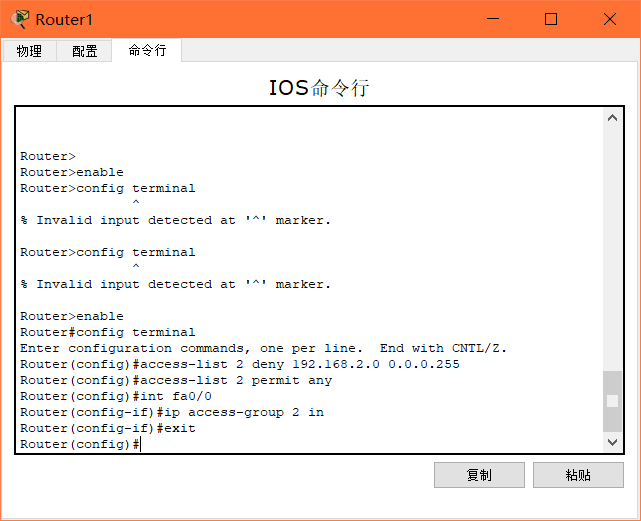 Router1
物理 配置 命令行
IOS命令行
Router>
Router>enable
Router>config terminal
^
% Invalid input detected at '^' marker.
Router>config terminal
^
% Invalid input detected at '^' marker.
Router>enable
Router#config terminal
Enter configuration commands, one per line.  End with CNTL/Z.
Router(config)#access-list 2 deny 192.168.2.0 0.0.0.255
Router(config)#access-list 2 permit any
Router(config)#int fa0/0
Router(config-if)#ip access-group 2 in
Router(config-if)#exit
Router(config)#
复制 粘贴